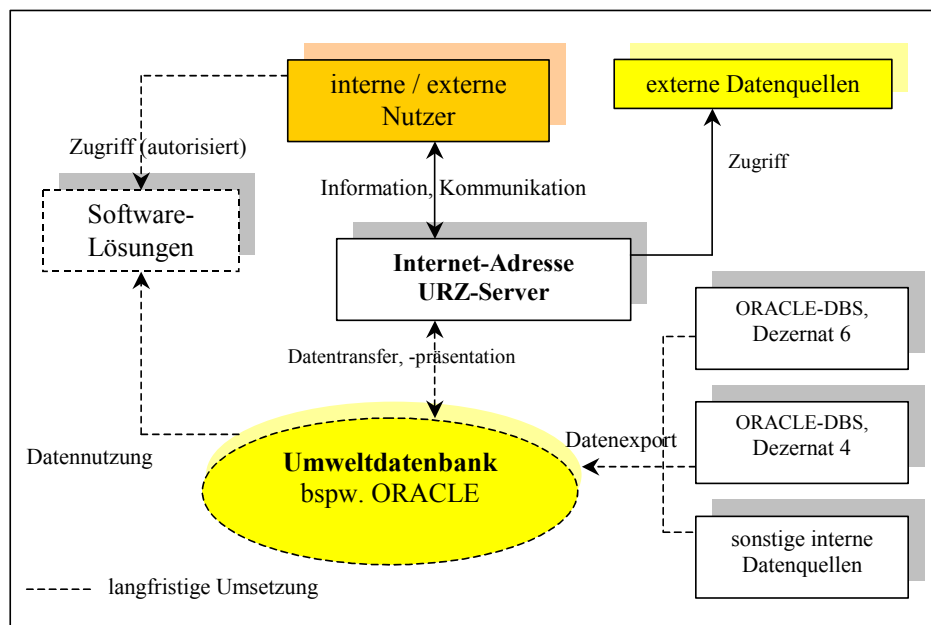 interne / externe
Nutzer
externe Datenquellen
Zugriff (autorisiert)
Zugriff
Information, Kommunikation
Software-
Lösungen
Internet-Adresse
URZ-Server
ORACLE-DBS,
Dezernat 6
Datentransfer, -präsentation
ORACLE-DBS,
Dezernat 4
Datenexport
Datennutzung
Umweltdatenbank
bspw. ORACLE
sonstige interne
Datenquellen
langfristige Umsetzung